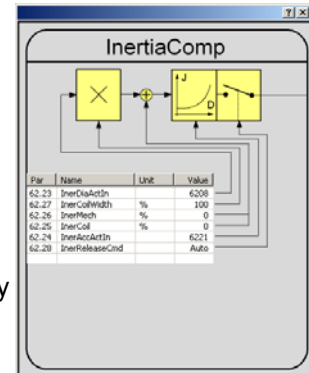 InertiaComp
J
D
Par Name Unit Value
62.23 InerDiaActIn 6208
62.27 InerCoilWidth % 100
62.26 InerMech % 0
62.25 InerCoil % 0
62.24 InerAccActIn 6221
62.28 InerReleaseCmd Auto
y